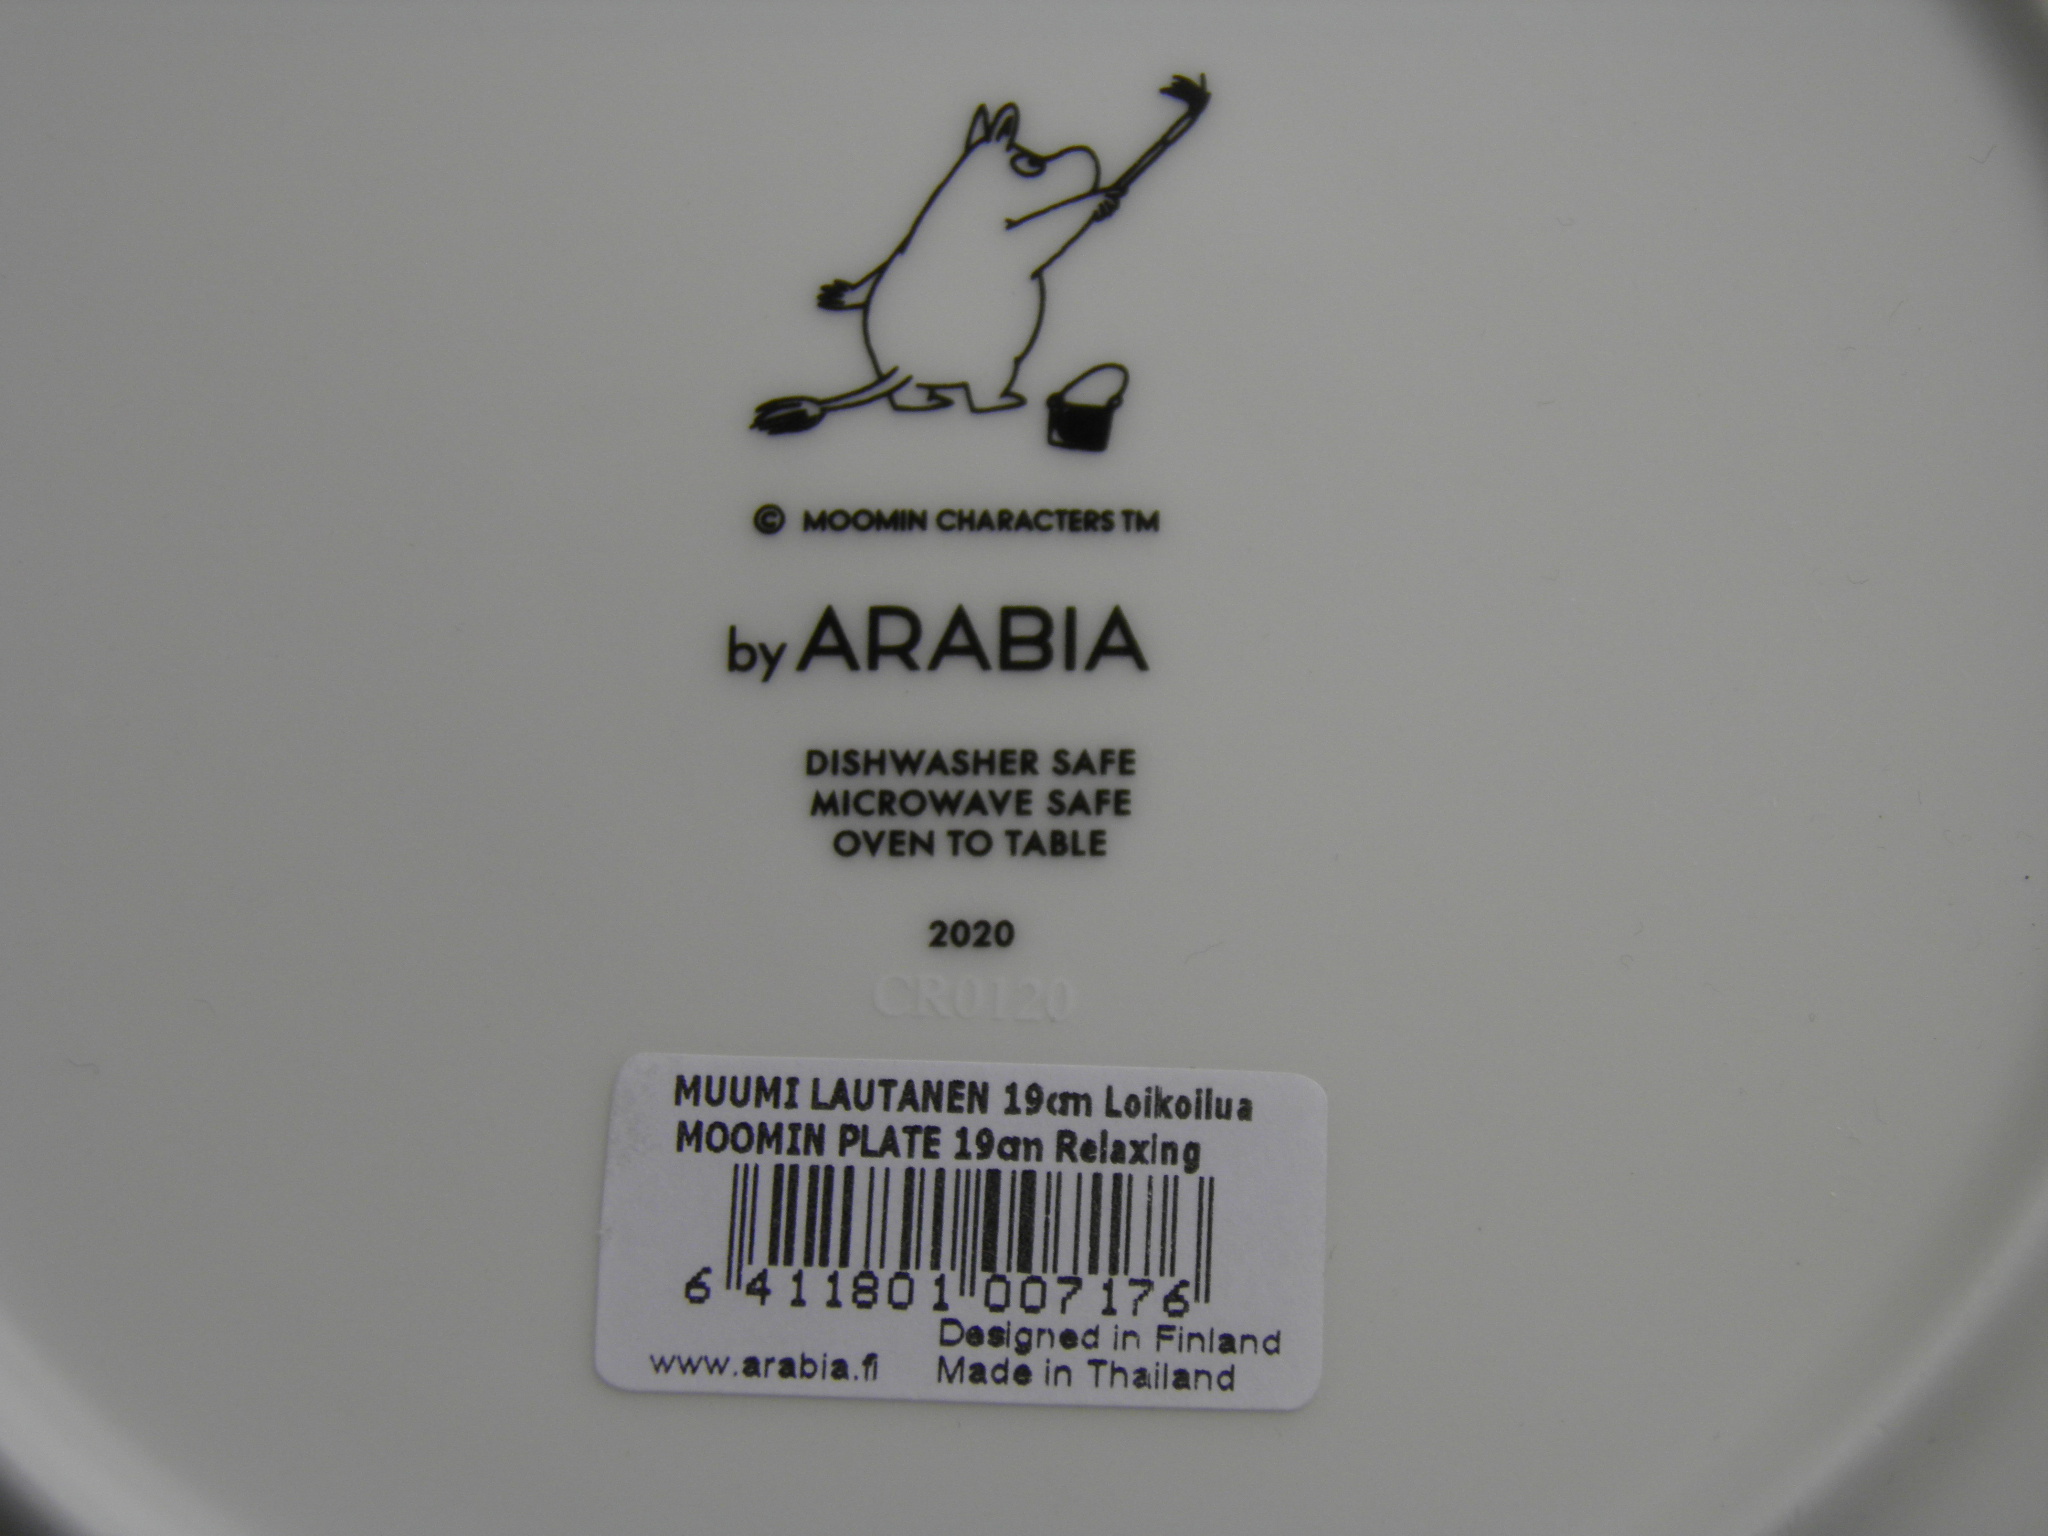 © MOOMIN CHARACTERS TM
by ARABIA
DISHWASHER SAFE
MICROWAVE SAFE
OVEN TO TABLE
2020
CR0120
MUUMI LAUTANEN 19cm Loikoilua
MOOMIN PLATE 19cm Relaxing
6 411801 007176
Designed in Finland
www.arabia.fi Made in Thailand